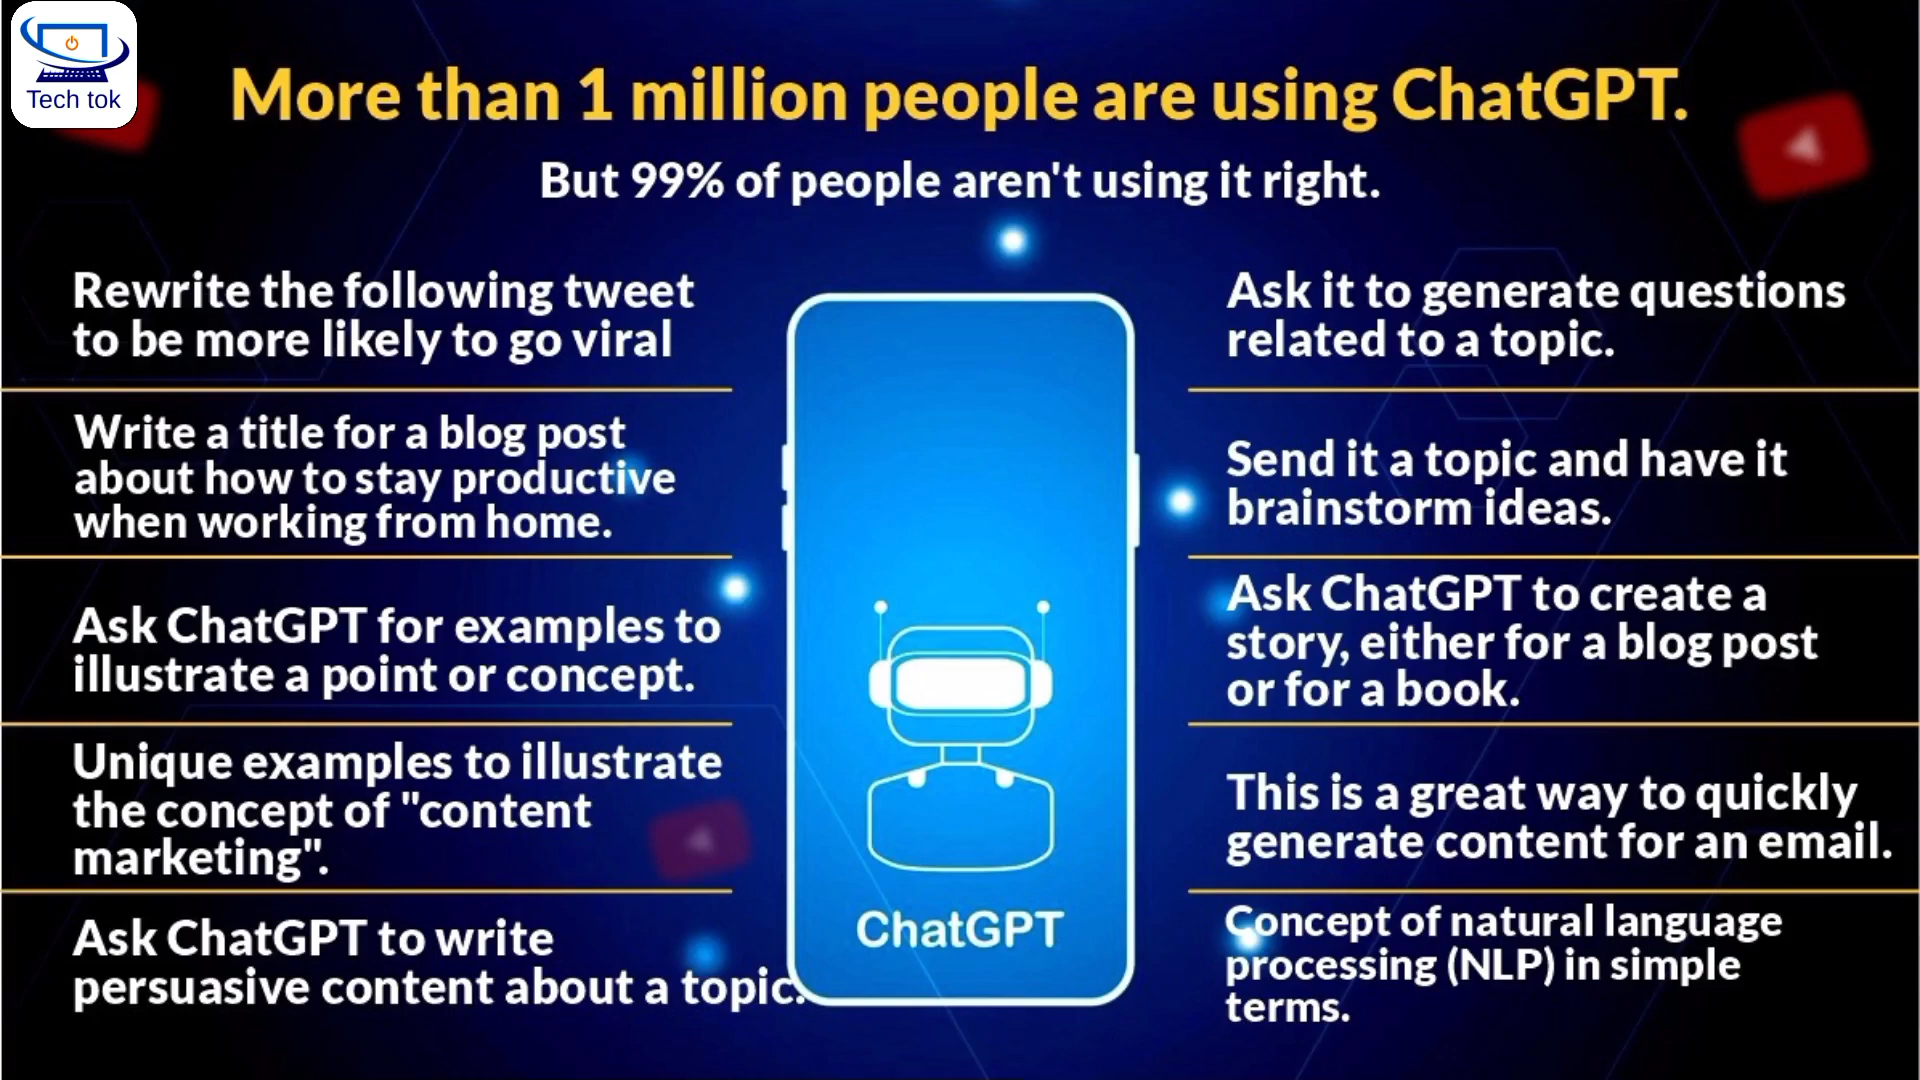 Tech tok
More than 1 million people are using ChatGPT.
But 99% of people aren't using it right.
Rewrite the following tweet
to be more likely to go viral
Write a title for a blog post
about how to stay productive
when working from home.
Ask ChatGPT for examples to
illustrate a point or concept.
Unique examples to illustrate
the concept of "content
marketing".
Ask ChatGPT to write
persuasive content about a topic.
ChatGPT
Ask it to generate questions
related to a topic.
Send it a topic and have it
brainstorm ideas.
Ask ChatGPT to create a
story, either for a blog post
or for a book.
This is a great way to quickly
generate content for an email.
Concept of natural language
processing (NLP) in simple
terms.